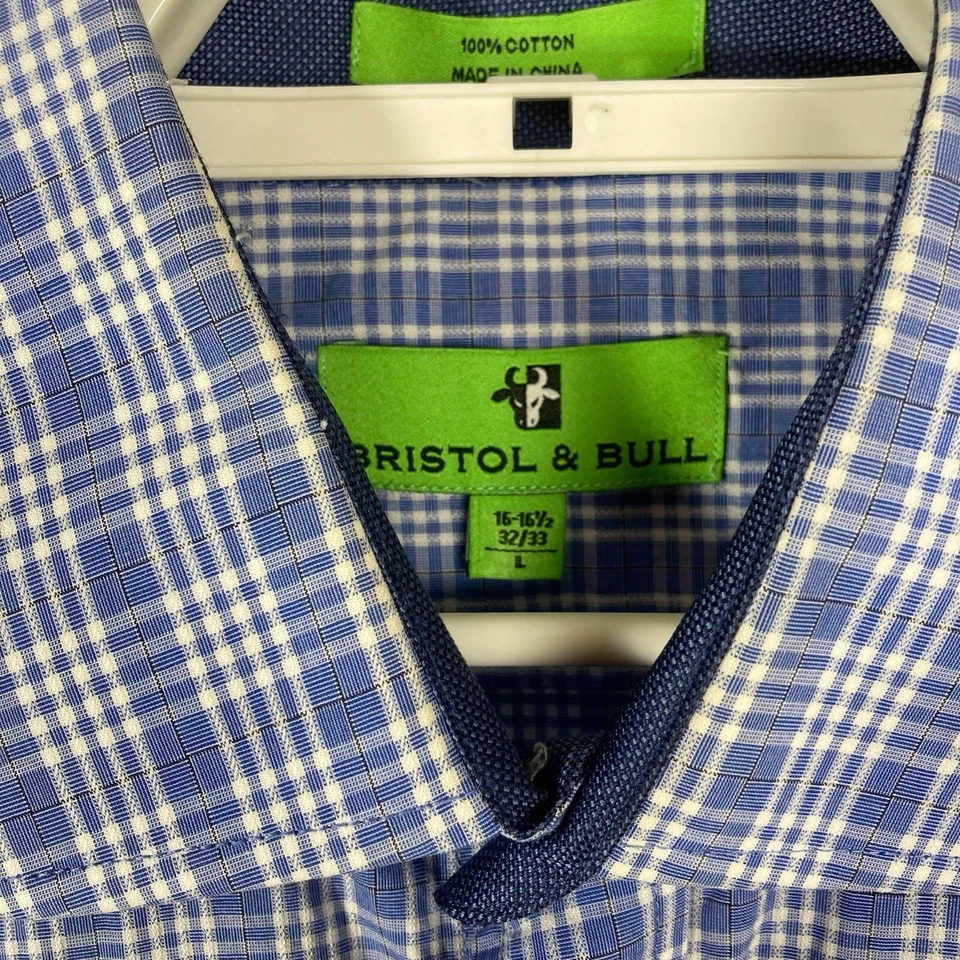 100% COTTON
MADE IN CHINA
BRISTOL & BULL
16-16½
32/33
L